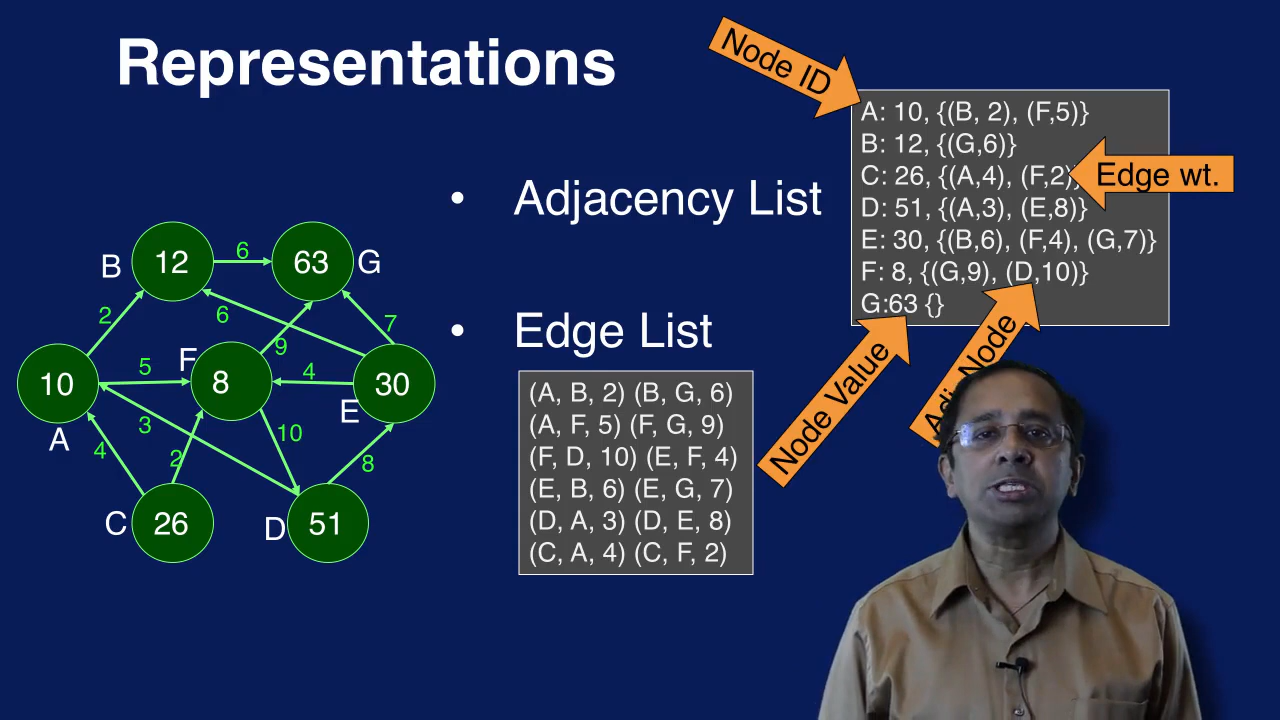 Representations
Node ID
A: 10, {(B, 2), (F,5)}
B: 12, {(G,6)}
C: 26, {(A,4), (F,2)}
D: 51, {(A,3), (E,8)}
E: 30, {(B,6), (F,4), (G,7)}
F: 8, {(G,9), (D,10)}
G:63 {}
Edge wt.
Node Value
Adj. Node
• Adjacency List
• Edge List
(A, B, 2) (B, G, 6)
(A, F, 5) (F, G, 9)
(F, D, 10) (E, F, 4)
(E, B, 6) (E, G, 7)
(D, A, 3) (D, E, 8)
(C, A, 4) (C, F, 2)
B 12 6 63 G
2 6 9 7
10 5 F 8 4 30
A 3 10 E
4 2 8
C 26 D 51